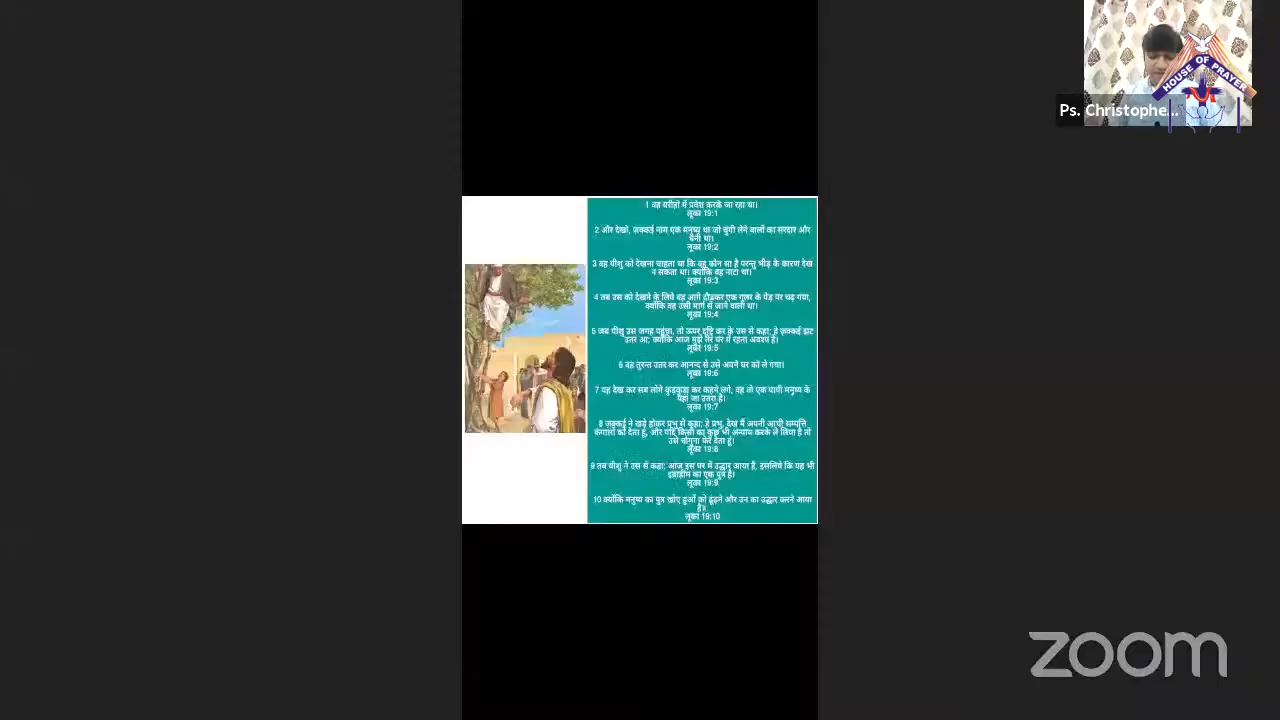 HOUSE OF PRAYER
Ps. Christophe...
1 वह यरीहो में प्रवेश करके जा रहा था।
लूका 19:1
2 और देखो, ज़क्कई नाम एक मनुष्य था जो चुंगी लेने वालों का सरदार और
धनी था।
लूका 19:2
3 वह यीशु को देखना चाहता था कि वह कौन सा है परन्तु भीड़ के कारण देख
न सकता था। क्योंकि वह नाटा था।
लूका 19:3
4 तब उस को देखने के लिये वह आगे दौड़कर एक गूलर के पेड़ पर चढ़ गया,
क्योंकि वह उसी मार्ग से जाने वाला था।
लूका 19:4
5 जब यीशु उस जगह पहुंचा, तो ऊपर दृष्टि कर के उस से कहा; हे ज़क्कई झट
उतर आ; क्योंकि आज मुझे तेरे घर में रहना अवश्य है।
लूका 19:5
6 वह तुरन्त उतर कर आनन्द से उसे अपने घर को ले गया।
लूका 19:6
7 यह देख कर सब लोगे कुड़कुड़ा कर कहने लगे, वह तो एक पापी मनुष्य के
यहां जा उतरा है।
लूका 19:7
8 ज़क्कई ने खड़े होकर प्रभु से कहा; हे प्रभु, देख मैं अपनी आधी सम्पत्ति
कंगालों को देता हूं, और यदि किसी का कुछ भी अन्याय करके ले लिया है तो
उसे चौगुना फेर देता हूं।
लूका 19:8
9 तब यीशु ने उस से कहा; आज इस घर में उद्धार आया है, इसलिये कि यह भी
इब्राहीम का एक पुत्र है।
लूका 19:9
10 क्योंकि मनुष्य का पुत्र खोए हुओं को ढूंढ़ने और उन का उद्धार करने आया
है॥
लूका 19:10
zoom